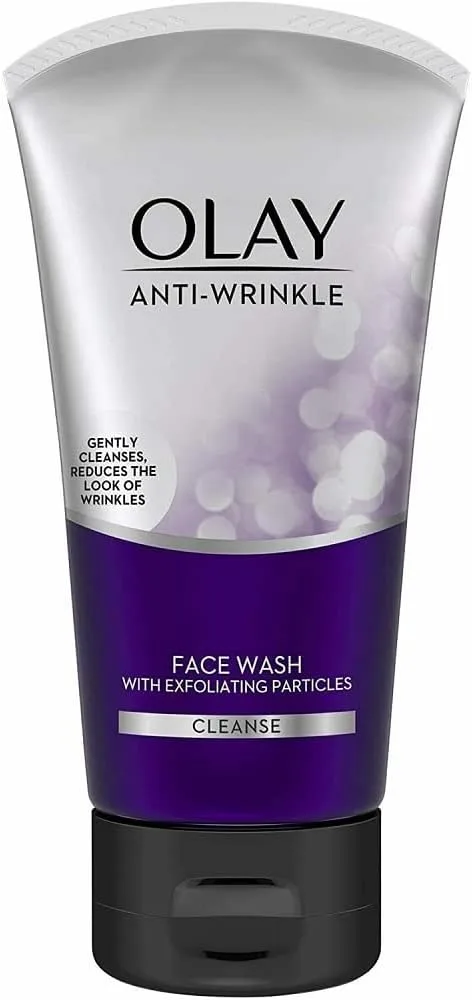 OLAY
ANTI-WRINKLE
GENTLY
CLEANSES,
REDUCES THE
LOOK OF
WRINKLES
FACE WASH
WITH EXFOLIATING PARTICLES
CLEANSE